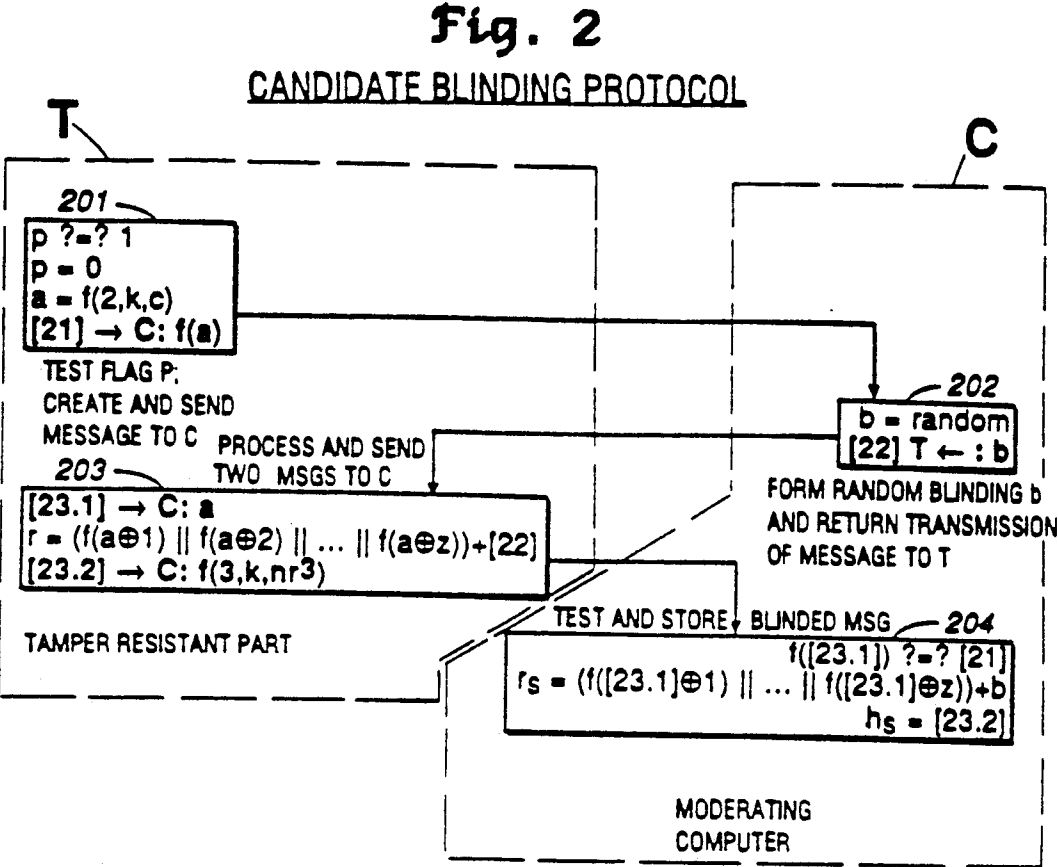 Fig. 2
CANDIDATE BLINDING PROTOCOL
T
C
201
p ?=? 1
p = 0
a = f(2,k,c)
[21] → C: f(a)
TEST FLAG P;
CREATE AND SEND
MESSAGE TO C
202
b = random
[22] T ← : b
FORM RANDOM BLINDING b
AND RETURN TRANSMISSION
OF MESSAGE TO T
PROCESS AND SEND
TWO MSGS TO C
203
[23.1] → C: a
r = (f(a⊕1) || f(a⊕2) || ... || f(a⊕z))+[22]
[23.2] → C: f(3,k,nr3)
TAMPER RESISTANT PART
TEST AND STORE BLINDED MSG
204
f([23.1]) ?=? [21]
rs = (f([23.1]⊕1) || ... || f([23.1]⊕z))+b
hs = [23.2]
MODERATING
COMPUTER